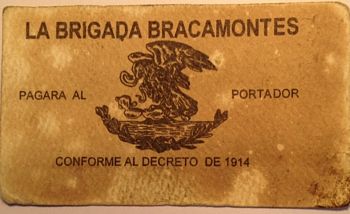 LA BRIGADA BRACAMONTES
PAGARA AL PORTADOR
CONFORME AL DECRETO DE 1914